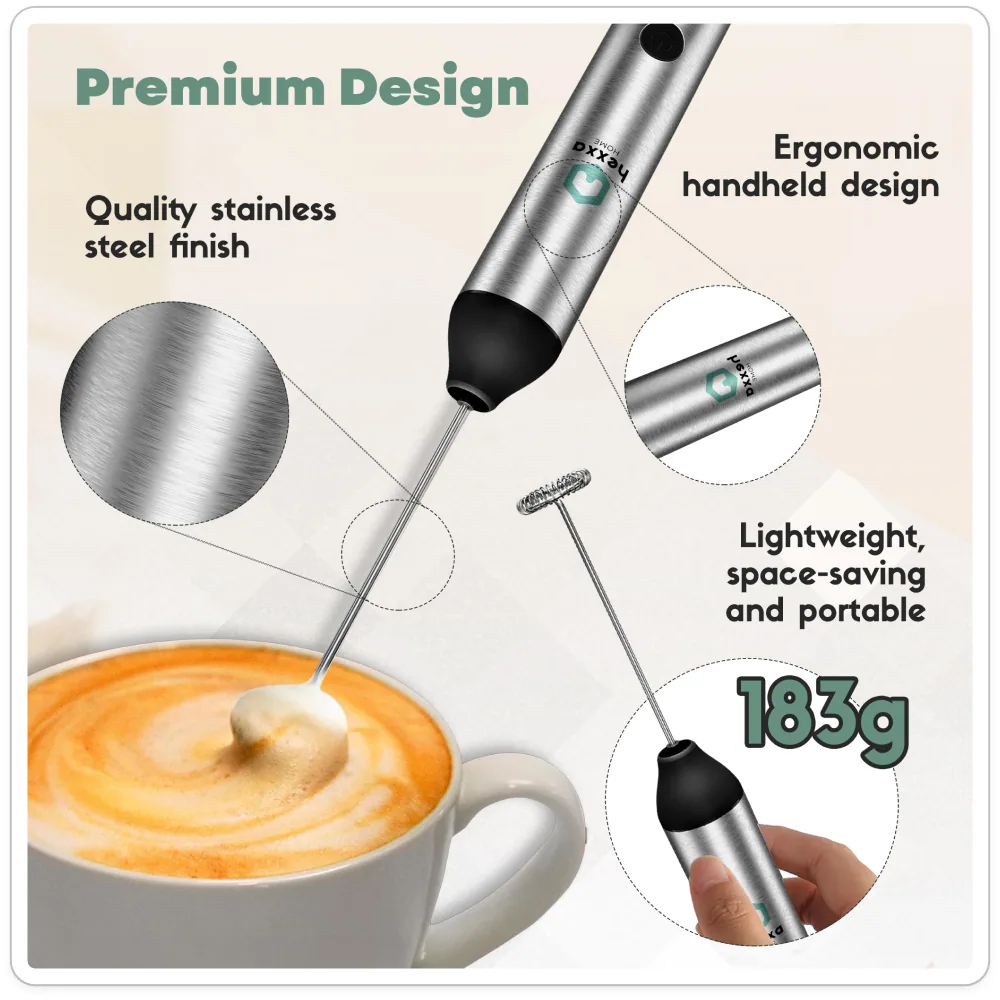 Premium Design
Quality stainless
steel finish
Ergonomic
handheld design
hexxa
HOME
hexxa
HOME
Lightweight,
space-saving
and portable
183g